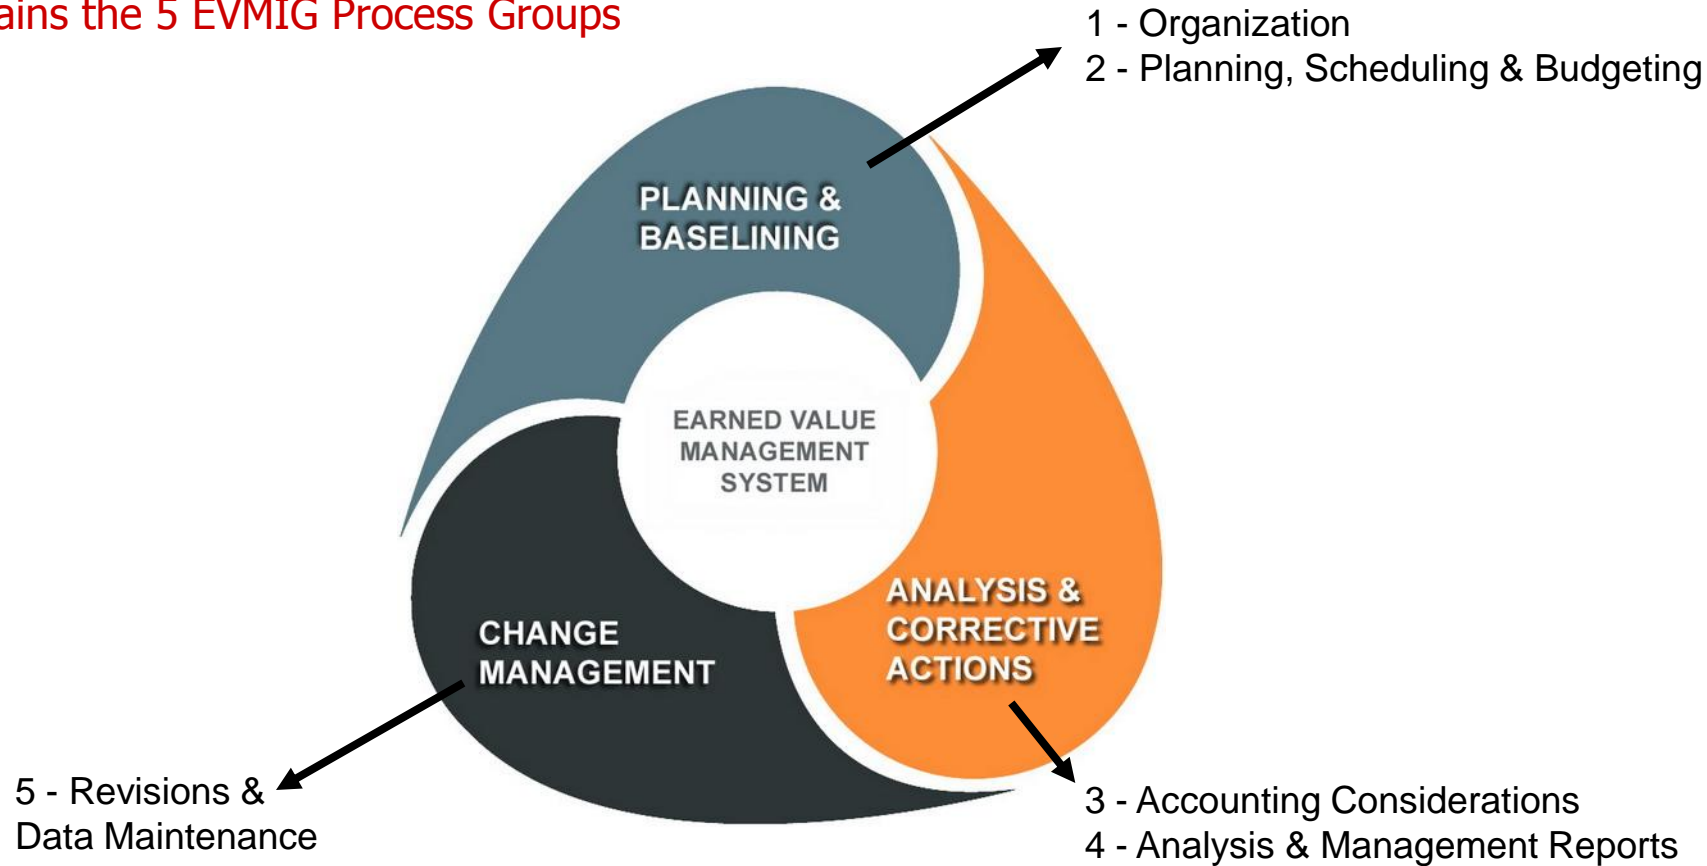 ains the 5 EVMIG Process Groups
1 - Organization
2 - Planning, Scheduling & Budgeting
PLANNING &
BASELINING
EARNED VALUE
MANAGEMENT
SYSTEM
ANALYSIS &
CORRECTIVE
ACTIONS
CHANGE
MANAGEMENT
5 - Revisions &
Data Maintenance
3 - Accounting Considerations
4 - Analysis & Management Reports